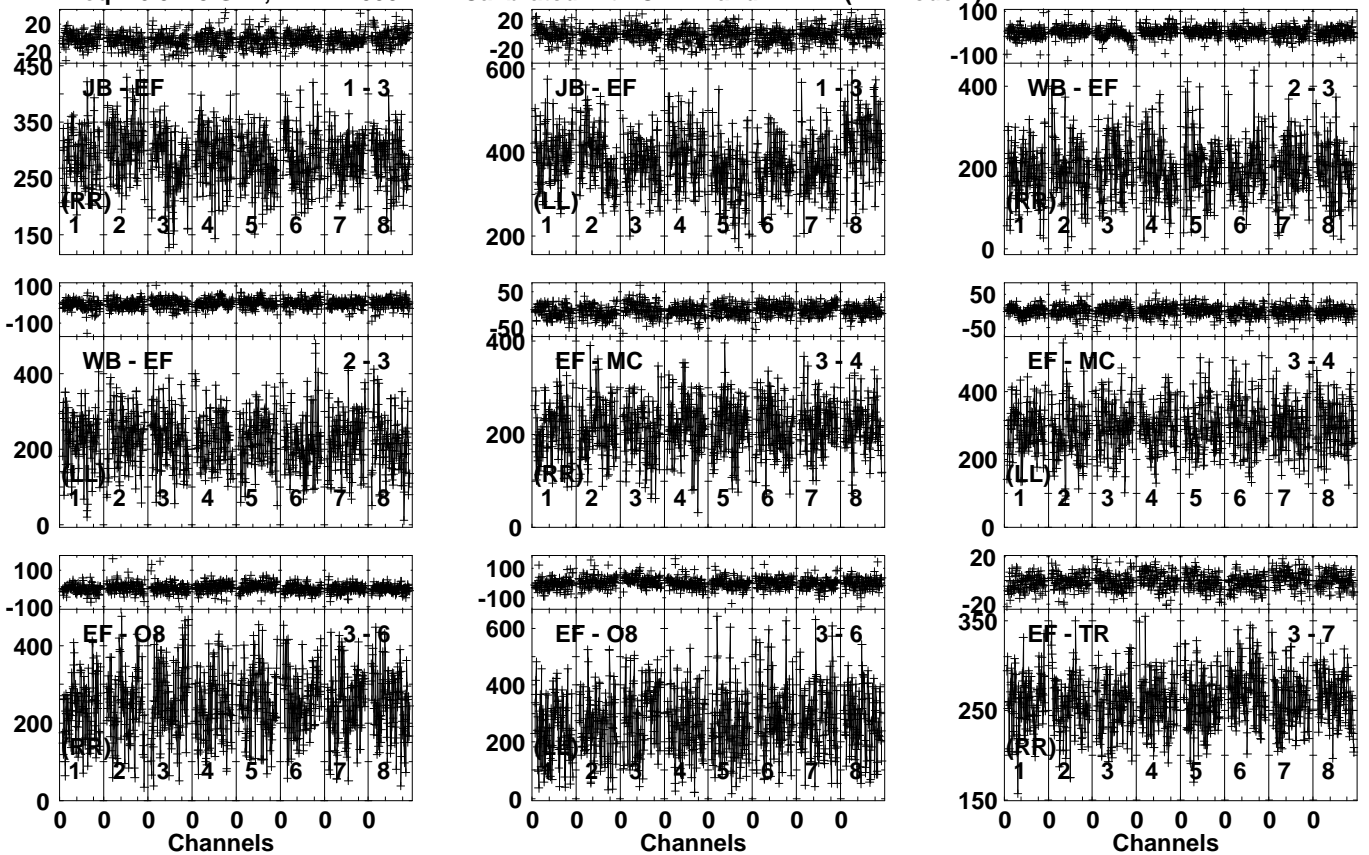 20 20 100
-20 -20 -100
450 JB - EF 1 - 3 600 JB - EF 1 - 3 400 WB - EF 2 - 3
350 400 200
250
(RR) (LL) (RR)
150 1 2 3 4 5 6 7 8 200 1 2 3 4 5 6 7 8 0 1 2 3 4 5 6 7 8
100 50 50
-100 -50 -50
400 WB - EF 2 - 3 400 EF - MC 3 - 4 EF - MC 3 - 4
400
200 200 200
(LL) (RR) (LL)
1 2 3 4 5 6 7 8 1 2 3 4 5 6 7 8 1 2 3 4 5 6 7 8
0 0 0
100 100 20
-100 -100 -20
EF - O8 3 - 6 600 EF - O8 3 - 6 350 EF - TR 3 - 7
400 400
200 200 250
(RR) (RR)
1 2 3 4 5 6 7 8 1 2 3 4 5 6 7 8 1 2 3 4 5 6 7 8
0 0 150
0 0 0 0 0 0 0 0 0 0 0 0 0 0 0 0 0 0 0 0 0 0 0 0
Channels Channels Channels